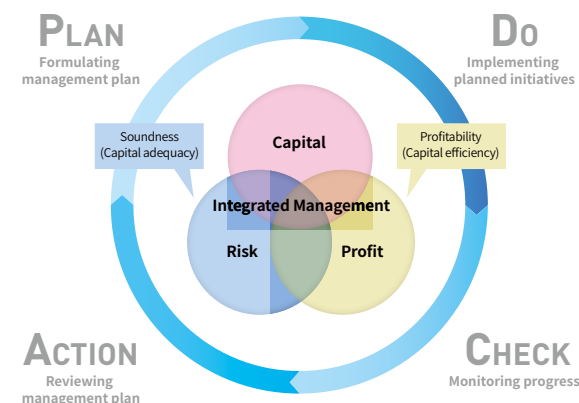 PLAN
Formulating
management plan
DO
Implementing
planned initiatives
Soundness
(Capital adequacy)
Profitability
(Capital efficiency)
Capital
Integrated Management
Risk
Profit
ACTION
Reviewing
management plan
CHECK
Monitoring progress